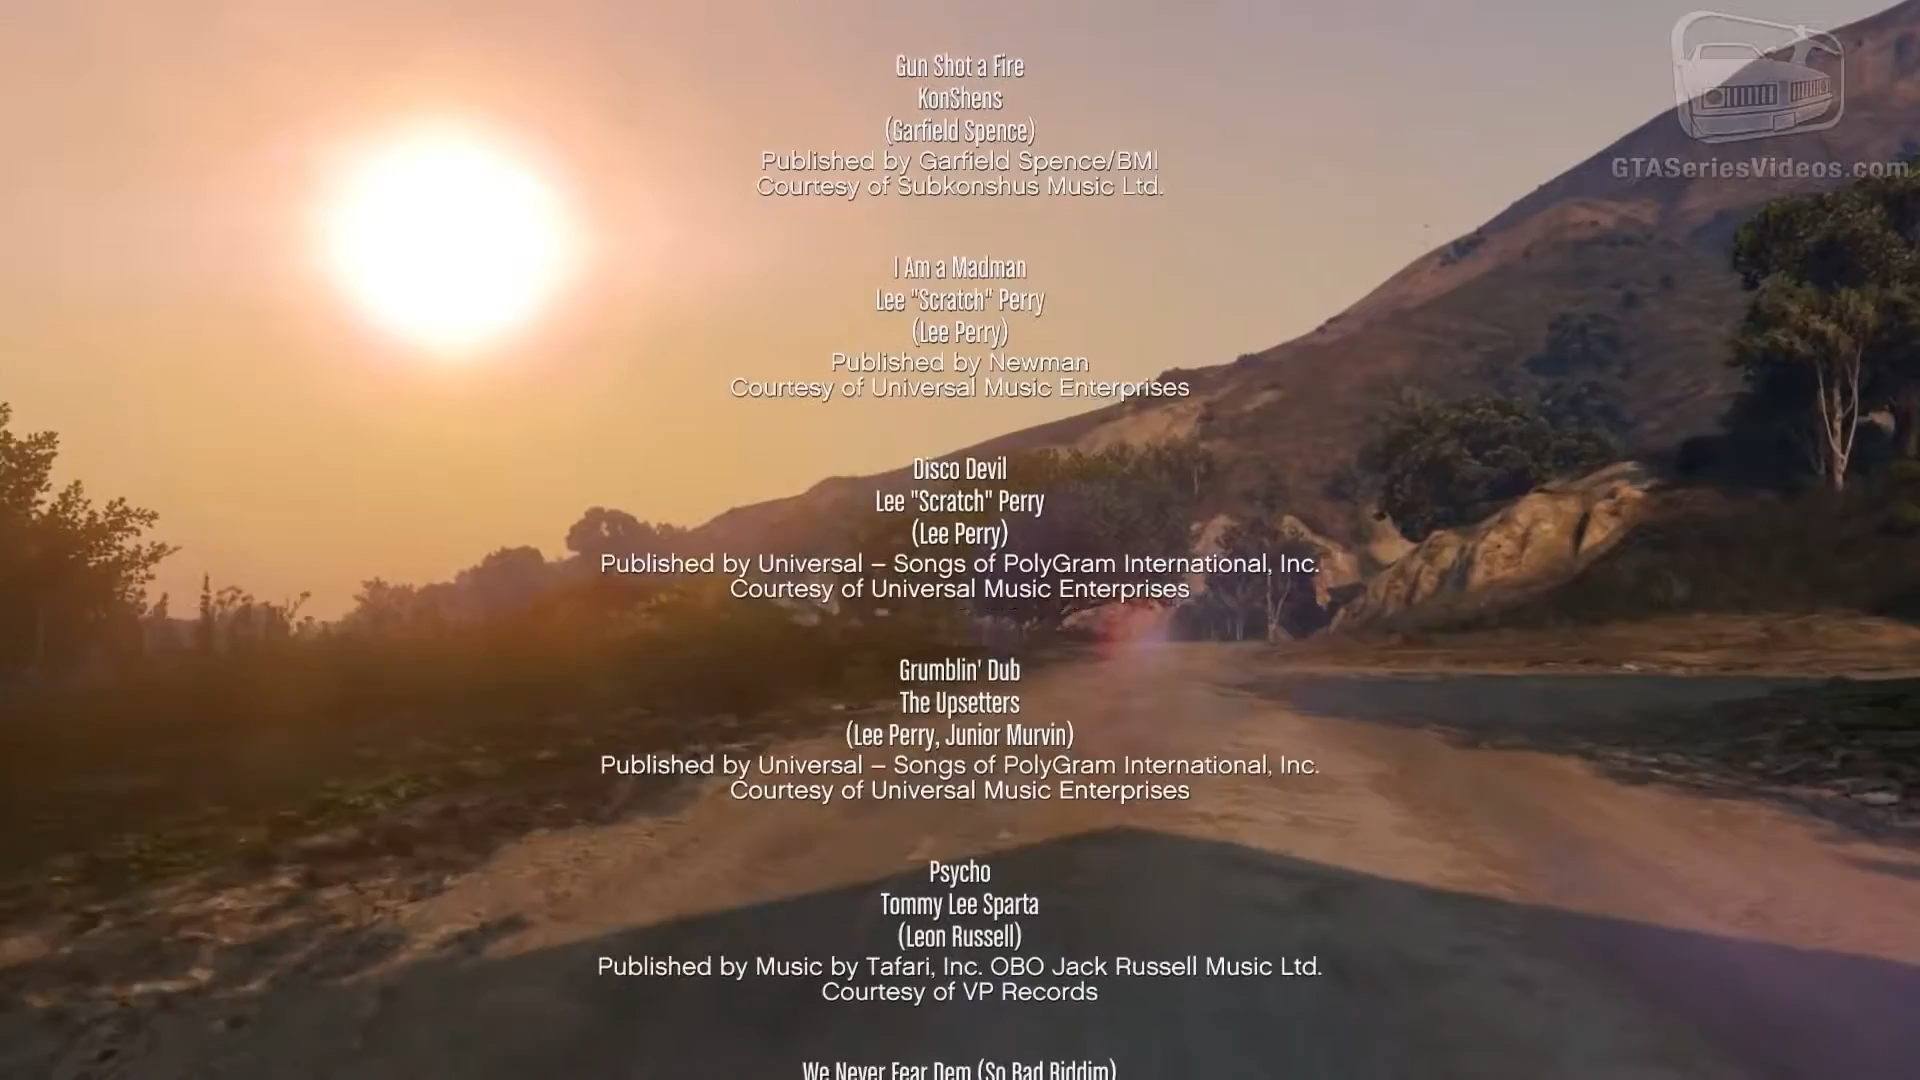 Gun Shot a Fire
KonShens
(Garfield Spence)
Published by Garfield Spence/BMI
Courtesy of Subkonshus Music Ltd.
GTASeriesVideos.com
I Am a Madman
Lee "Scratch" Perry
(Lee Perry)
Published by Newman
Courtesy of Universal Music Enterprises
Disco Devil
Lee "Scratch" Perry
(Lee Perry)
Published by Universal – Songs of PolyGram International, Inc.
Courtesy of Universal Music Enterprises
Grumblin' Dub
The Upsetters
(Lee Perry, Junior Murvin)
Published by Universal – Songs of PolyGram International, Inc.
Courtesy of Universal Music Enterprises
Psycho
Tommy Lee Sparta
(Leon Russell)
Published by Music by Tafari, Inc. OBO Jack Russell Music Ltd.
Courtesy of VP Records
We Never Fear Dem (So Bad Riddim)